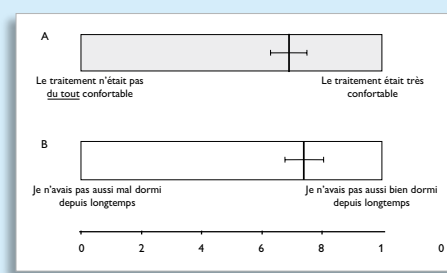 A
Le traitement n'était pas
du tout confortable
Le traitement était très
confortable
B
Je n'avais pas aussi mal dormi
depuis longtemps
Je n'avais pas aussi bien dormi
depuis longtemps
0 2 4 6 8 1 0